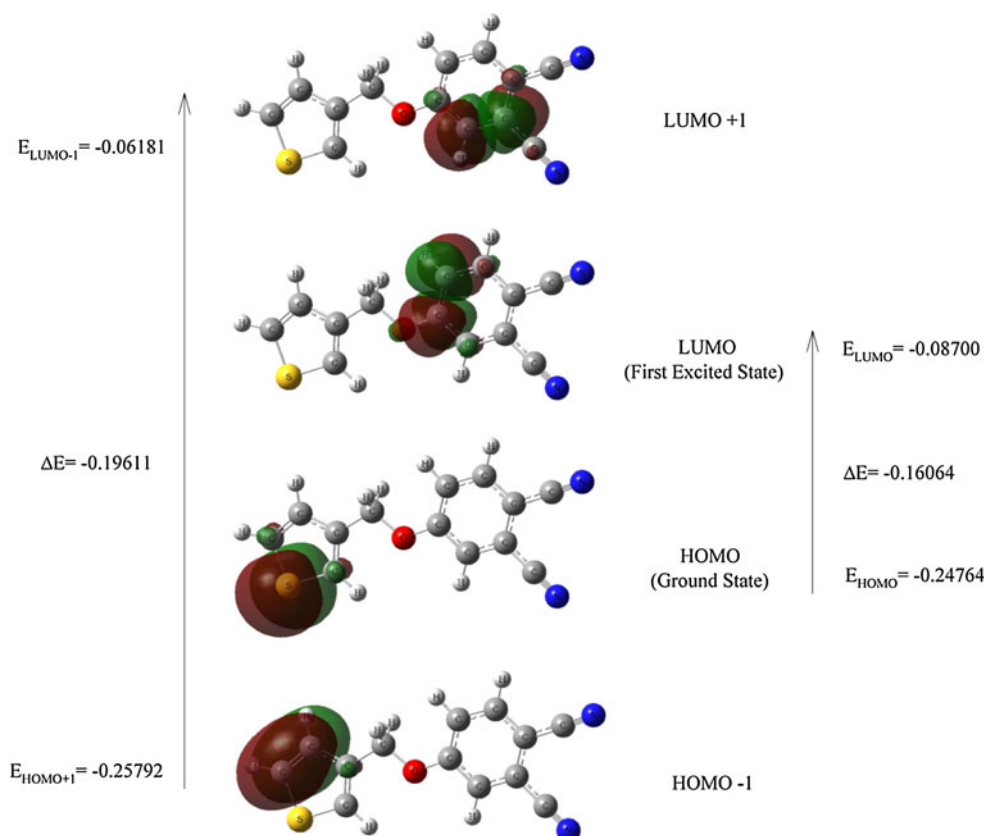 LUMO +1
E_LUMO-1= -0.06181
LUMO
(First Excited State)
E_LUMO= -0.08700
ΔE= -0.19611
ΔE= -0.16064
HOMO
(Ground State)
E_HOMO= -0.24764
E_HOMO+1= -0.25792
HOMO -1